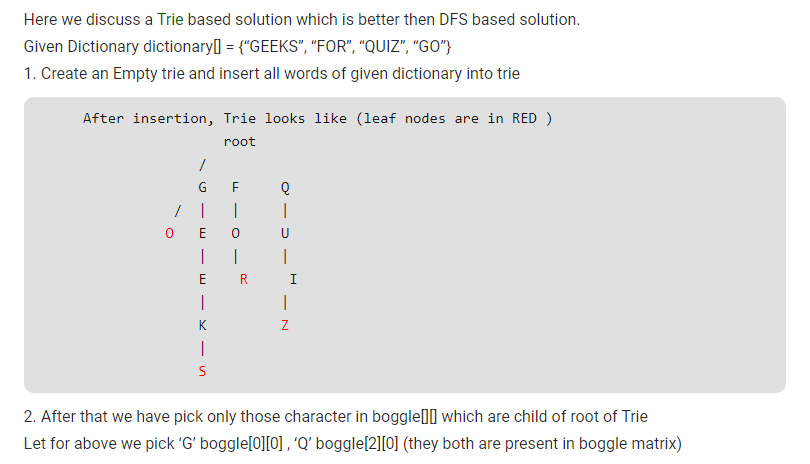 Here we discuss a Trie based solution which is better then DFS based solution.
Given Dictionary dictionary[] = {“GEEKS”, “FOR”, “QUIZ”, “GO”}
1. Create an Empty trie and insert all words of given dictionary into trie
After insertion, Trie looks like (leaf nodes are in RED )
root
/
G F Q
/ | | |
O E O U
| | |
E R I
| |
K Z
|
S
2. After that we have pick only those character in boggle[][] which are child of root of Trie
Let for above we pick ‘G’ boggle[0][0] , ‘Q’ boggle[2][0] (they both are present in boggle matrix)